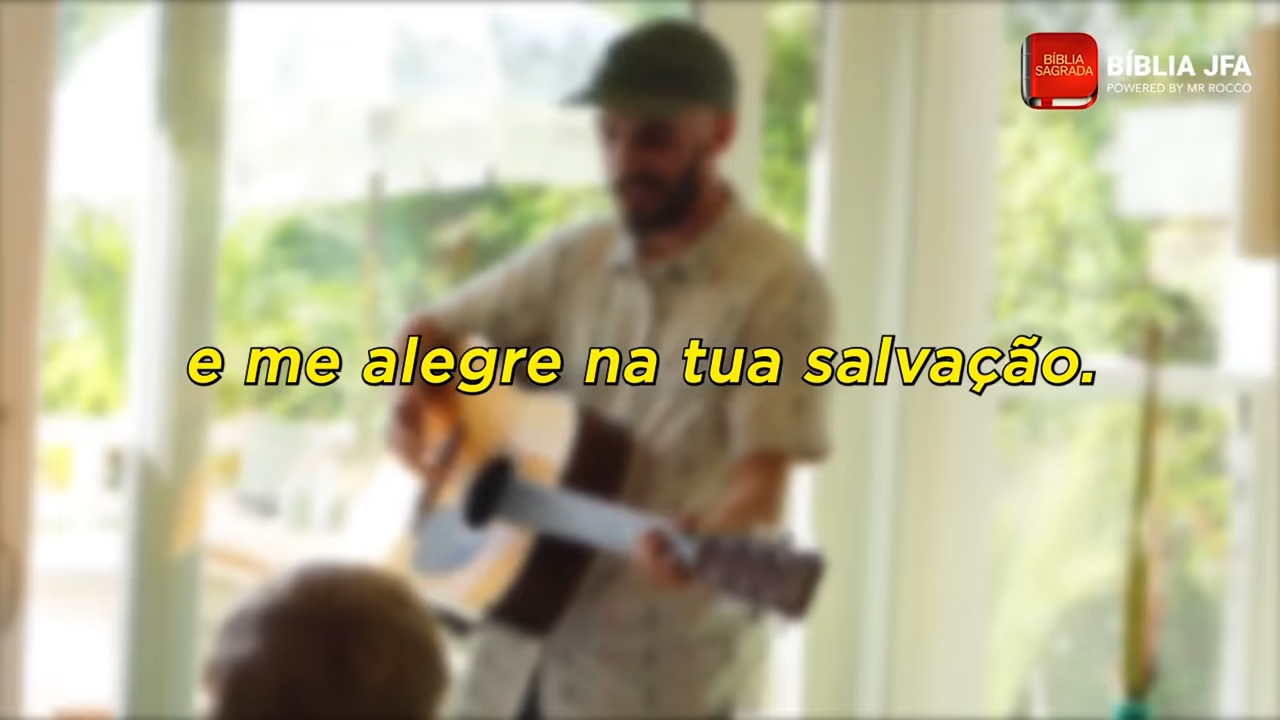 BÍBLIA
SAGRADA
BÍBLIA JFA
POWERED BY MR ROCCO
e me alegre na tua salvação.